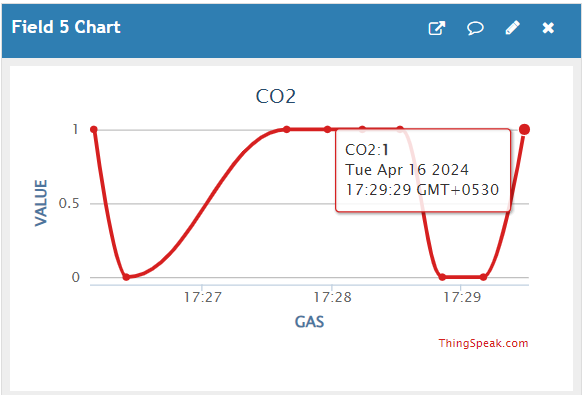 Field 5 Chart
CO2
1
CO2:1
Tue Apr 16 2024
17:29:29 GMT+0530
VALUE
0.5
0
17:27
17:28
17:29
GAS
ThingSpeak.com